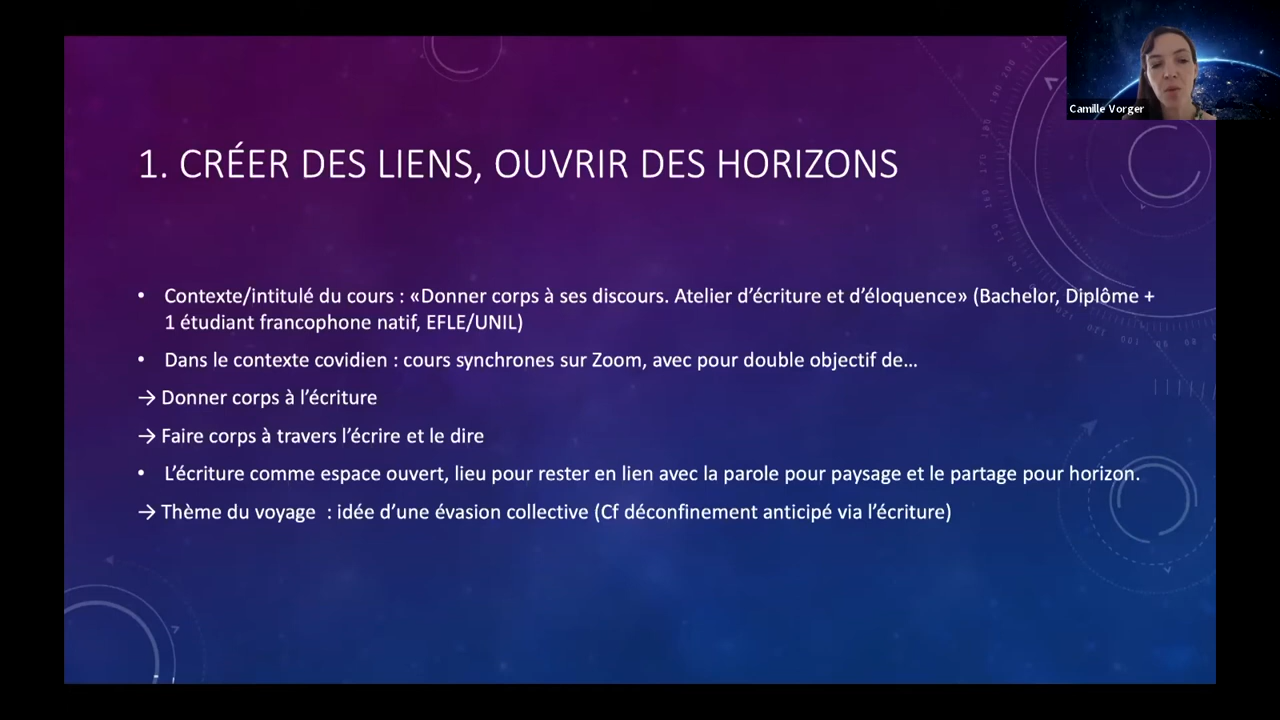 Camille Vorger
1. CRÉER DES LIENS, OUVRIR DES HORIZONS
• Contexte/intitulé du cours : «Donner corps à ses discours. Atelier d’écriture et d’éloquence» (Bachelor, Diplôme +
1 étudiant francophone natif, EFLE/UNIL)
• Dans le contexte covidien : cours synchrones sur Zoom, avec pour double objectif de…
→ Donner corps à l’écriture
→ Faire corps à travers l’écrire et le dire
• L’écriture comme espace ouvert, lieu pour rester en lien avec la parole pour paysage et le partage pour horizon.
→ Thème du voyage  : idée d’une évasion collective (Cf déconfinement anticipé via l’écriture)